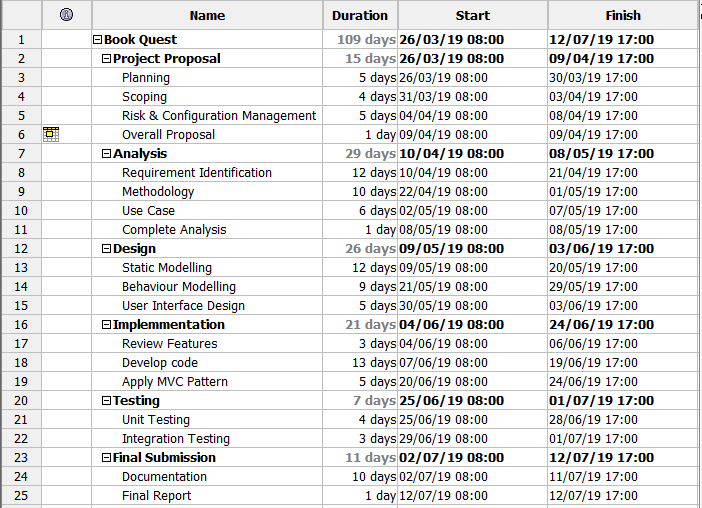 Name Duration Start Finish
1 Book Quest 109 days 26/03/19 08:00 12/07/19 17:00
2 Project Proposal 15 days 26/03/19 08:00 09/04/19 17:00
3 Planning 5 days 26/03/19 08:00 30/03/19 17:00
4 Scoping 4 days 31/03/19 08:00 03/04/19 17:00
5 Risk & Configuration Management 5 days 04/04/19 08:00 08/04/19 17:00
6 Overall Proposal 1 day 09/04/19 08:00 09/04/19 17:00
7 Analysis 29 days 10/04/19 08:00 08/05/19 17:00
8 Requirement Identification 12 days 10/04/19 08:00 21/04/19 17:00
9 Methodology 10 days 22/04/19 08:00 01/05/19 17:00
10 Use Case 6 days 02/05/19 08:00 07/05/19 17:00
11 Complete Analysis 1 day 08/05/19 08:00 08/05/19 17:00
12 Design 26 days 09/05/19 08:00 03/06/19 17:00
13 Static Modelling 12 days 09/05/19 08:00 20/05/19 17:00
14 Behaviour Modelling 9 days 21/05/19 08:00 29/05/19 17:00
15 User Interface Design 5 days 30/05/19 08:00 03/06/19 17:00
16 Implemmentation 21 days 04/06/19 08:00 24/06/19 17:00
17 Review Features 3 days 04/06/19 08:00 06/06/19 17:00
18 Develop code 13 days 07/06/19 08:00 19/06/19 17:00
19 Apply MVC Pattern 5 days 20/06/19 08:00 24/06/19 17:00
20 Testing 7 days 25/06/19 08:00 01/07/19 17:00
21 Unit Testing 4 days 25/06/19 08:00 28/06/19 17:00
22 Integration Testing 3 days 29/06/19 08:00 01/07/19 17:00
23 Final Submission 11 days 02/07/19 08:00 12/07/19 17:00
24 Documentation 10 days 02/07/19 08:00 11/07/19 17:00
25 Final Report 1 day 12/07/19 08:00 12/07/19 17:00